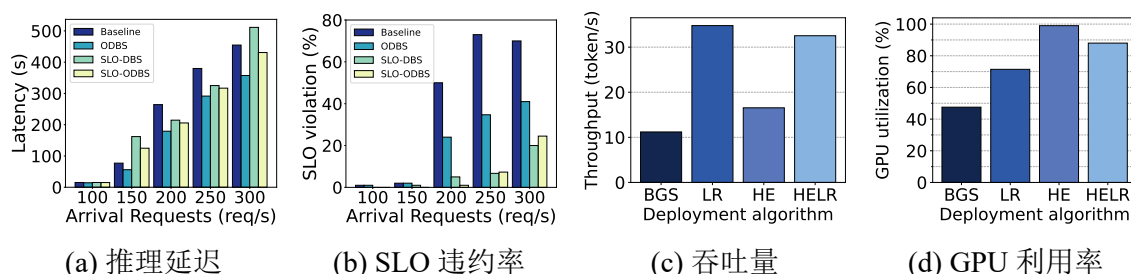 Latency (s)
500
400
300
200
100
0
Baseline
ODBS
SLO-DBS
SLO-ODBS
100 150 200 250 300
Arrival Requests (req/s)
(a) 推理延迟
SLO violation (%)
80
60
40
20
0
Baseline
ODBS
SLO-DBS
SLO-ODBS
100 150 200 250 300
Arrival Requests (req/s)
(b) SLO 违约率
Throughput (token/s)
30
20
10
0
BGS LR HE HELR
Deployment algorithm
(c) 吞吐量
GPU utilization (%)
100
80
60
40
20
0
BGS LR HE HELR
Deployment algorithm
(d) GPU 利用率